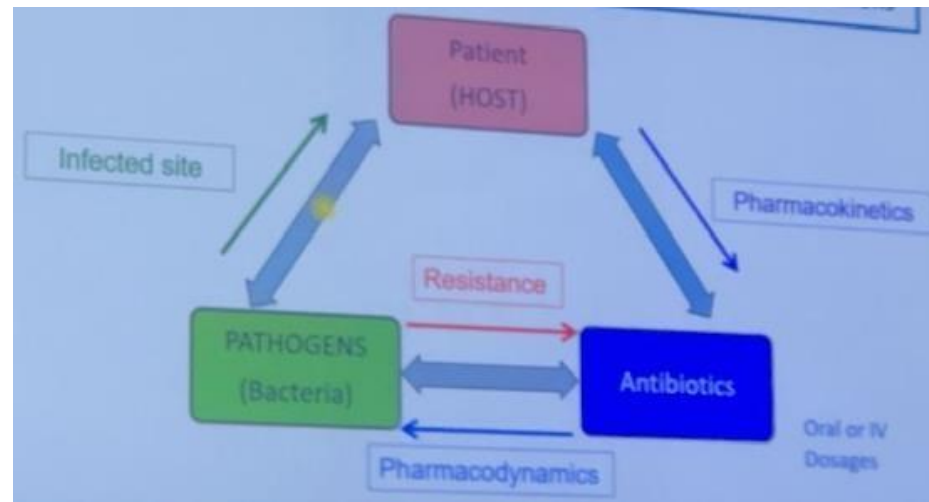 Patient
(HOST)
Infected site
Pharmacokinetics
Resistance
PATHOGENS
(Bacteria)
Antibiotics
Oral or IV
Dosages
Pharmacodynamics